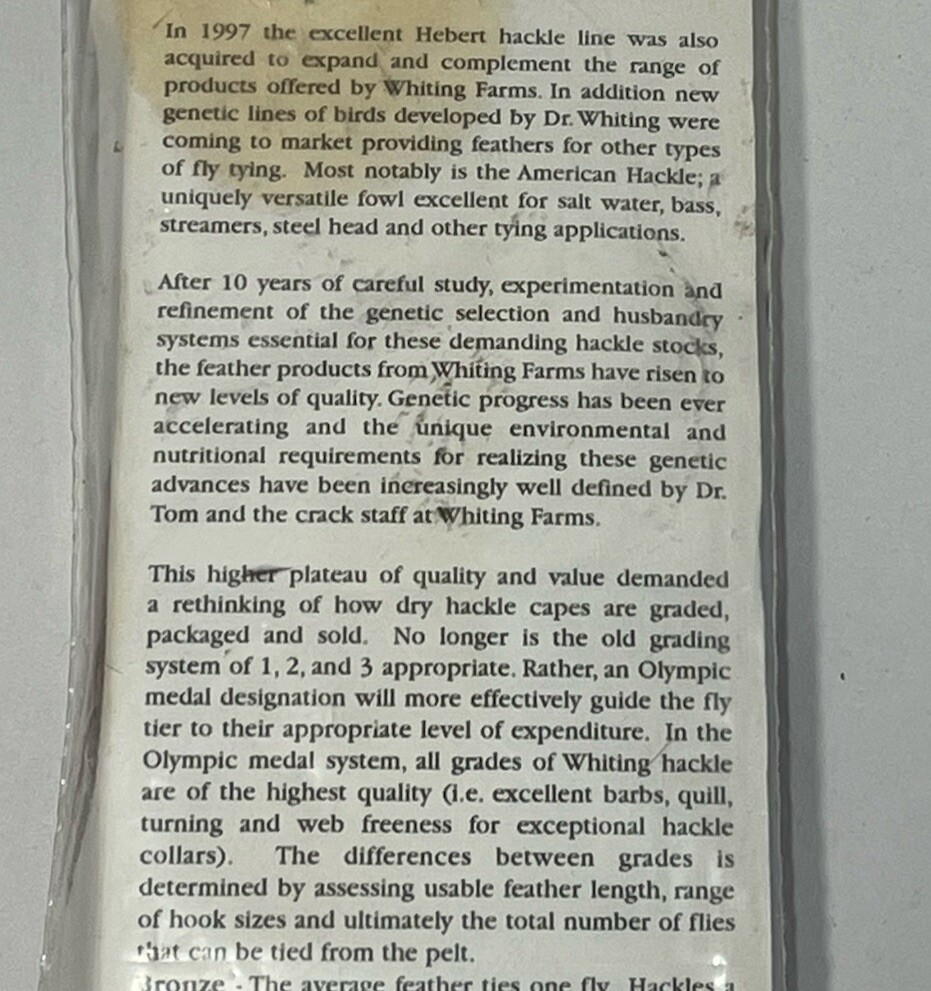 In 1997 the excellent Hebert hackle line was also
acquired to expand and complement the range of
products offered by Whiting Farms. In addition new
genetic lines of birds developed by Dr. Whiting were
coming to market providing feathers for other types
of fly tying. Most notably is the American Hackle; a
uniquely versatile fowl excellent for salt water, bass,
streamers, steel head and other tying applications.
After 10 years of careful study, experimentation and
refinement of the genetic selection and husbandry
systems essential for these demanding hackle stocks,
the feather products from Whiting Farms have risen to
new levels of quality. Genetic progress has been ever
accelerating and the unique environmental and
nutritional requirements for realizing these genetic
advances have been increasingly well defined by Dr.
Tom and the crack staff at Whiting Farms.
This higher plateau of quality and value demanded
a rethinking of how dry hackle capes are graded,
packaged and sold. No longer is the old grading
system of 1, 2, and 3 appropriate. Rather, an Olympic
medal designation will more effectively guide the fly
tier to their appropriate level of expenditure. In the
Olympic medal system, all grades of Whiting hackle
are of the highest quality (i.e. excellent barbs, quill,
turning and web freeness for exceptional hackle
collars). The differences between grades is
determined by assessing usable feather length, range
of hook sizes and ultimately the total number of flies
that can be tied from the pelt.
Bronze - The average feather ties one fly. Hackles a